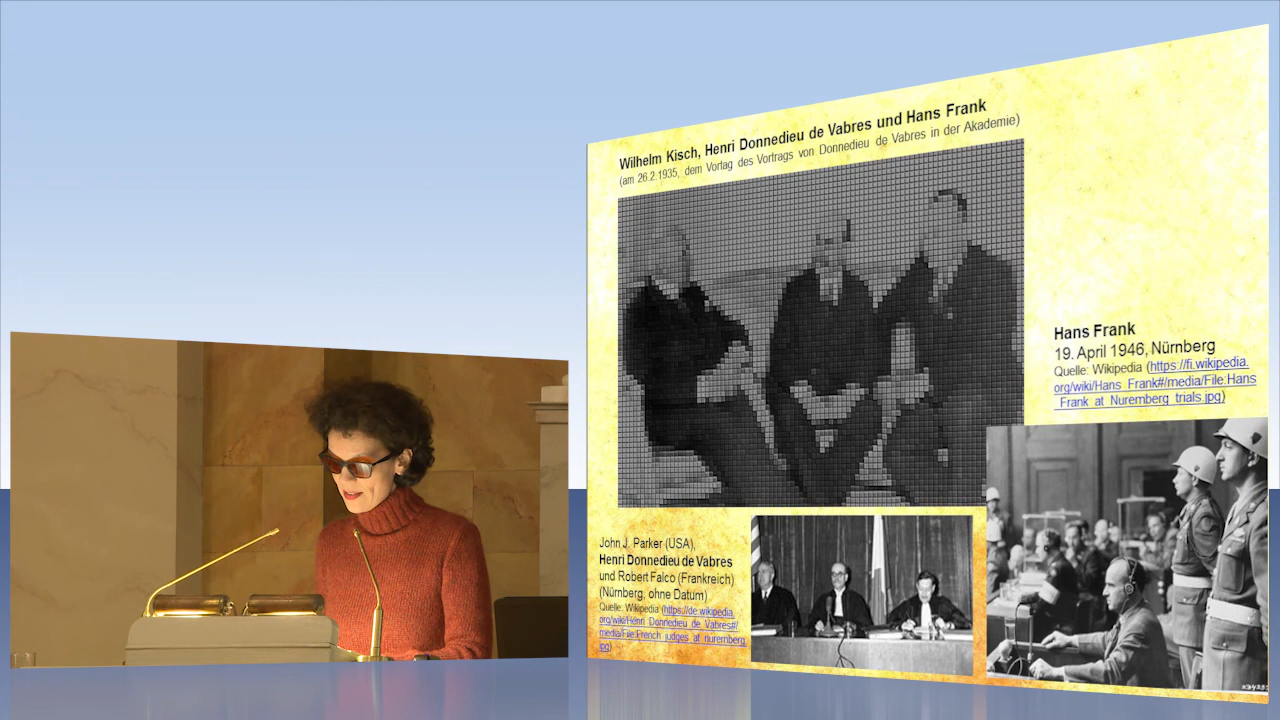 Wilhelm Kisch, Henri Donnedieu de Vabres und Hans Frank
(am 26.2.1935, dem Vortag des Vortrags von Donnedieu de Vabres in der Akademie)
Hans Frank
19. April 1946, Nürnberg
Quelle: Wikipedia (https://fi.wikipedia.
org/wiki/Hans_Frank#/media/File:Hans
_Frank_at_Nuremberg_trials.jpg)
John J. Parker (USA),
Henri Donnedieu de Vabres
und Robert Falco (Frankreich)
(Nürnberg, ohne Datum)
Quelle: Wikipedia (https://de.wikipedia.
org/wiki/Henri_Donnedieu_de_Vabres#/
media/File:French_judges_at_nuremberg.
jpg)